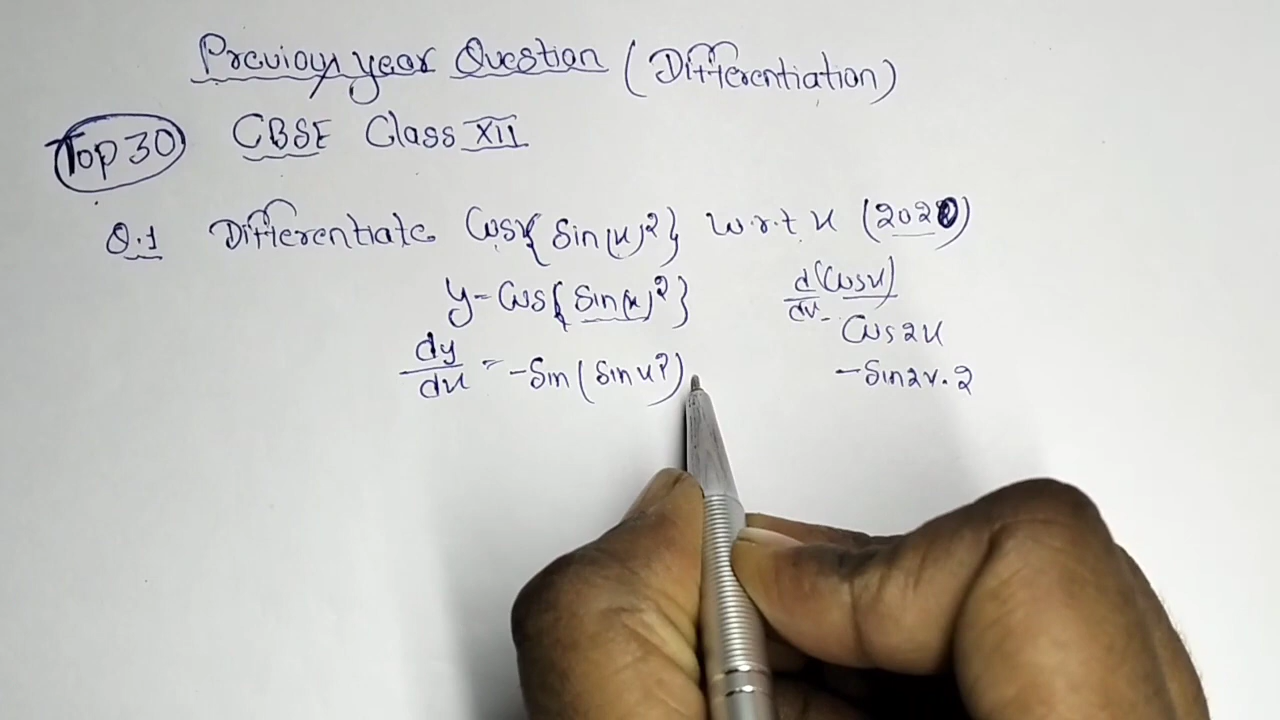 Previous year Question (Differentiation)
Top 30 CBSE Class XII
Q.1 Differentiate Cos{Sin(x)²} w.r.t x (2020)
y = Cos{Sin(x)²}
dy/dx = -Sin(Sinx²)
d(Cosx)/dx
Cos2x
-Sin2x.2